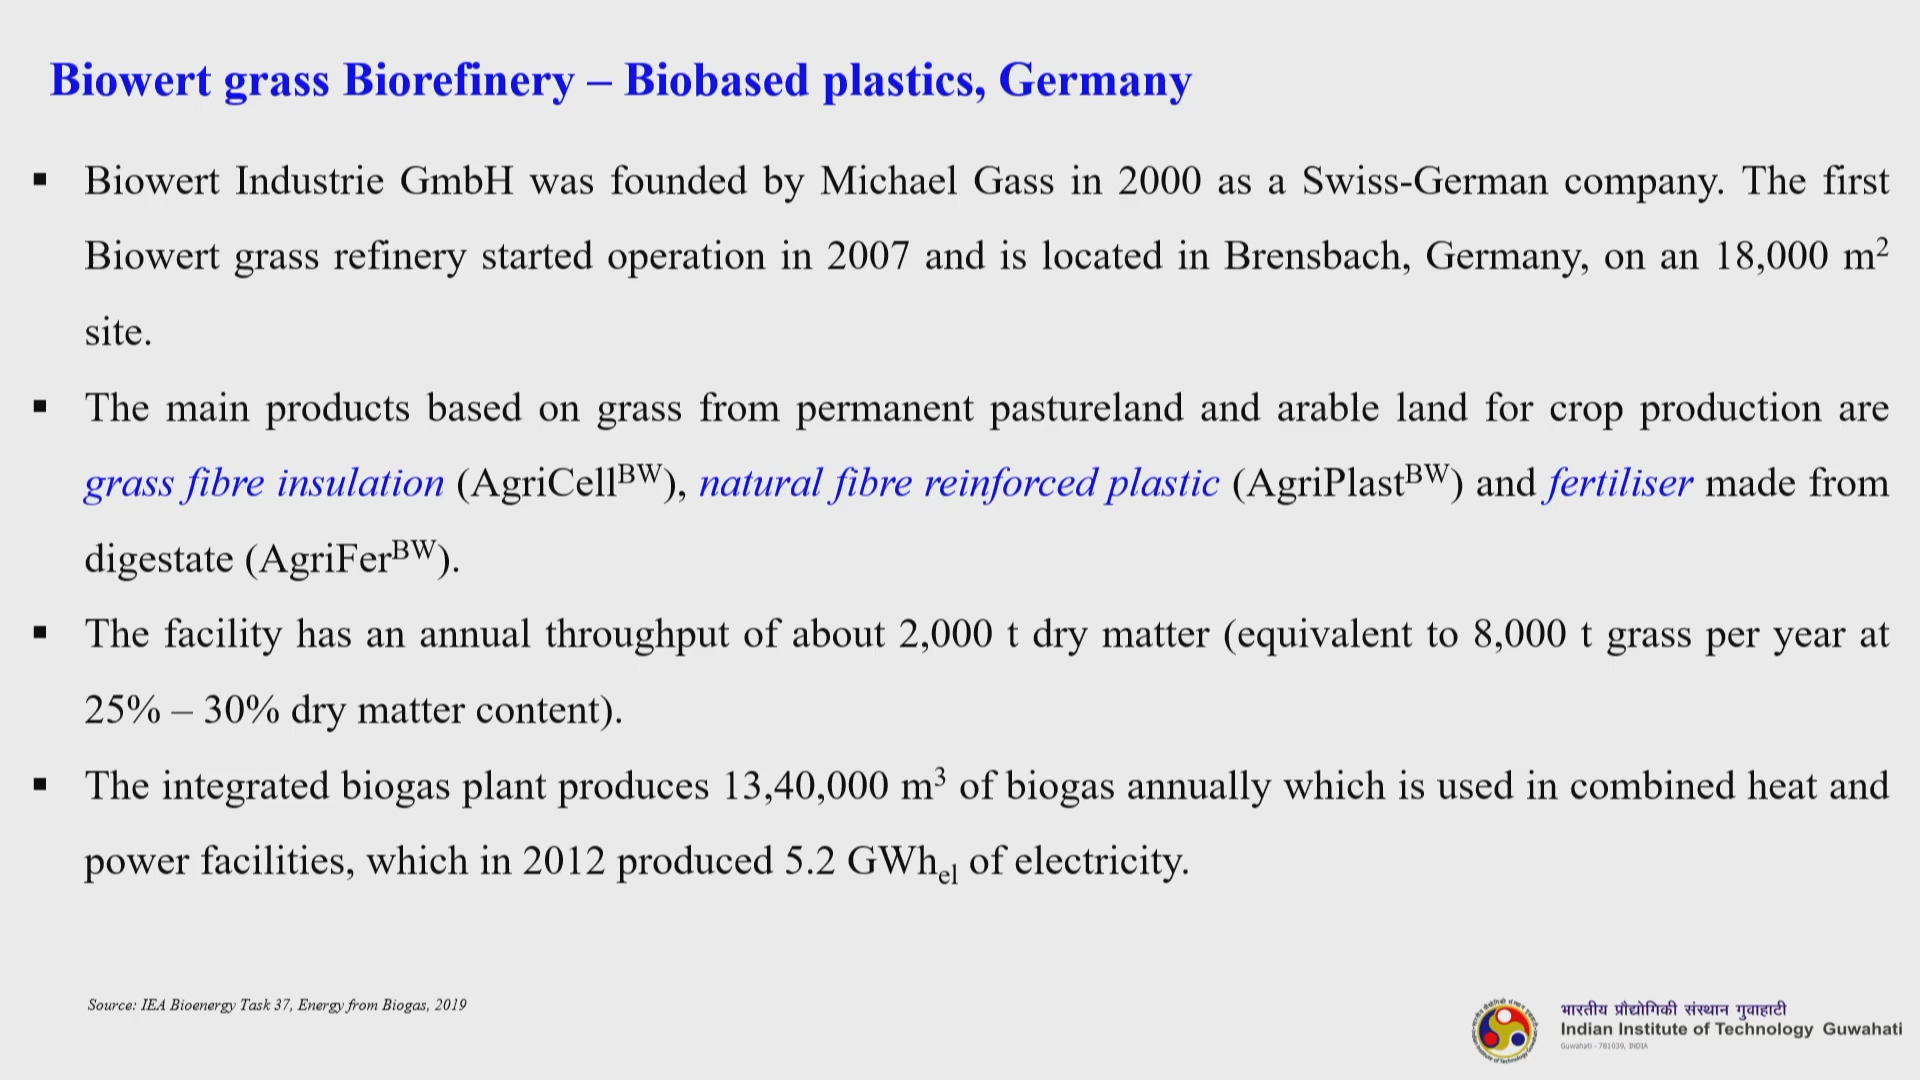 Biowert grass Biorefinery – Biobased plastics, Germany
▪ Biowert Industrie GmbH was founded by Michael Gass in 2000 as a Swiss-German company. The first
Biowert grass refinery started operation in 2007 and is located in Brensbach, Germany, on an 18,000 m²
site.
▪ The main products based on grass from permanent pastureland and arable land for crop production are
grass fibre insulation (AgriCellᴮᵂ), natural fibre reinforced plastic (AgriPlastᴮᵂ) and fertiliser made from
digestate (AgriFerᴮᵂ).
▪ The facility has an annual throughput of about 2,000 t dry matter (equivalent to 8,000 t grass per year at
25% – 30% dry matter content).
▪ The integrated biogas plant produces 13,40,000 m³ of biogas annually which is used in combined heat and
power facilities, which in 2012 produced 5.2 GWhₑₗ of electricity.
Source: IEA Bioenergy Task 37, Energy from Biogas, 2019
भारतीय प्रौद्योगिकी संस्थान गुवाहाटी
Indian Institute of Technology Guwahati
Guwahati - 781039, INDIA